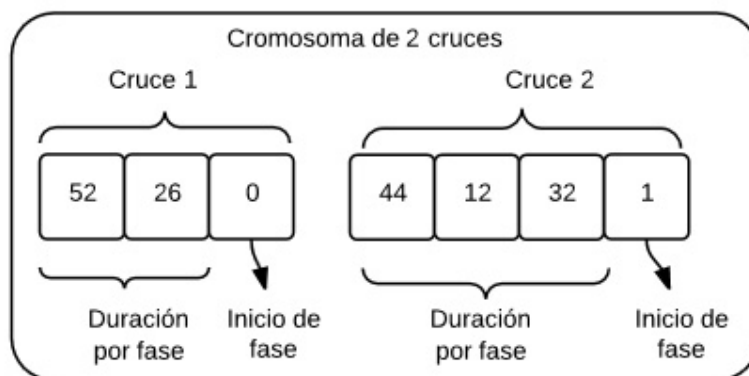 Cromosoma de 2 cruces
Cruce 1
Cruce 2
52 26 0
44 12 32 1
Duración
por fase
Inicio de
fase
Duración
por fase
Inicio de
fase